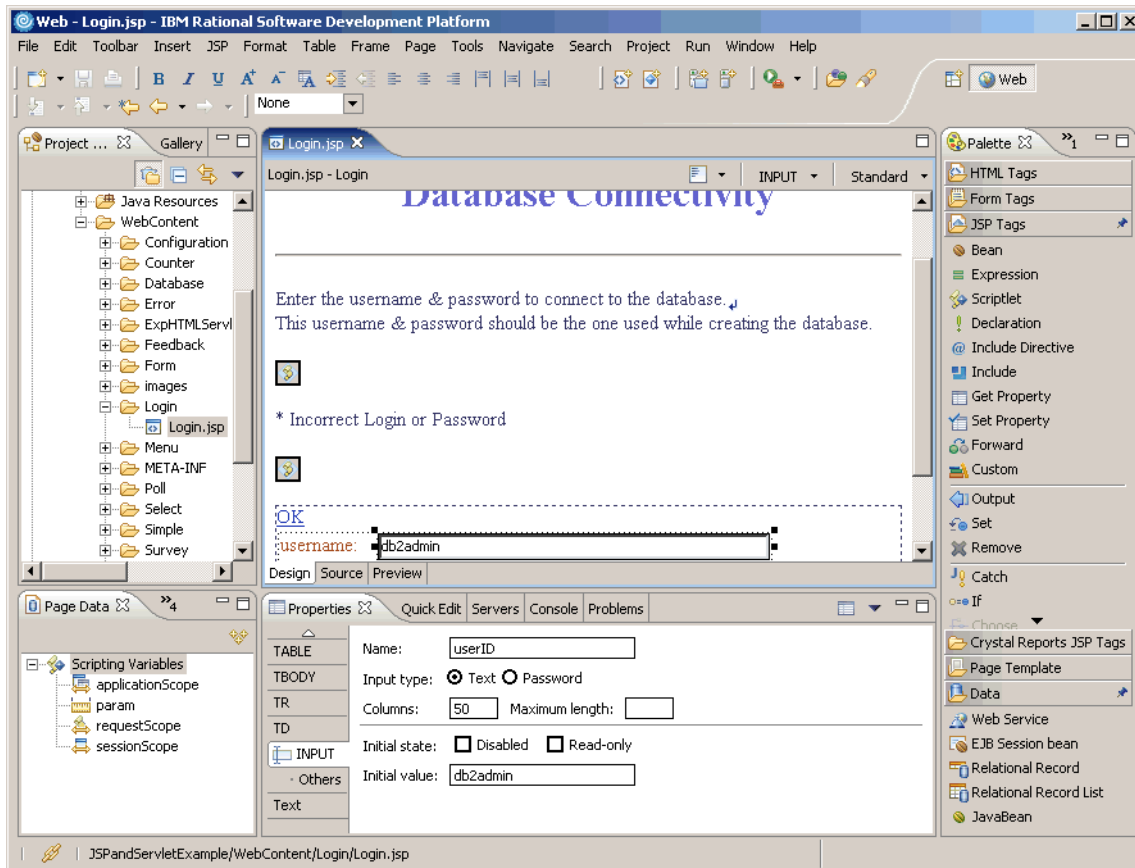 Web - Login.jsp - IBM Rational Software Development Platform
File Edit Toolbar Insert JSP Format Table Frame Page Tools Navigate Search Project Run Window Help
B I U A A
Web
None
Project ... Gallery
Java Resources
WebContent
Configuration
Counter
Database
Error
ExpHTMLServl
Feedback
Form
images
Login
Login.jsp
Menu
META-INF
Poll
Select
Simple
Survey
Login.jsp
Login.jsp - Login INPUT Standard
Database Connectivity
Enter the username & password to connect to the database.
This username & password should be the one used while creating the database.
* Incorrect Login or Password
OK
username: db2admin
Design Source Preview
Palette 1
HTML Tags
Form Tags
JSP Tags
Bean
Expression
Scriptlet
Declaration
Include Directive
Include
Get Property
Set Property
Forward
Custom
Output
Set
Remove
Catch
If
Choose
Crystal Reports JSP Tags
Page Template
Data
Web Service
EJB Session bean
Relational Record
Relational Record List
JavaBean
Page Data 4
Scripting Variables
applicationScope
param
requestScope
sessionScope
Properties Quick Edit Servers Console Problems
TABLE
TBODY
TR
TD
INPUT
· Others
Text
Name: userID
Input type: Text Password
Columns: 50 Maximum length:
Initial state: Disabled Read-only
Initial value: db2admin
JSPandServletExample/WebContent/Login/Login.jsp